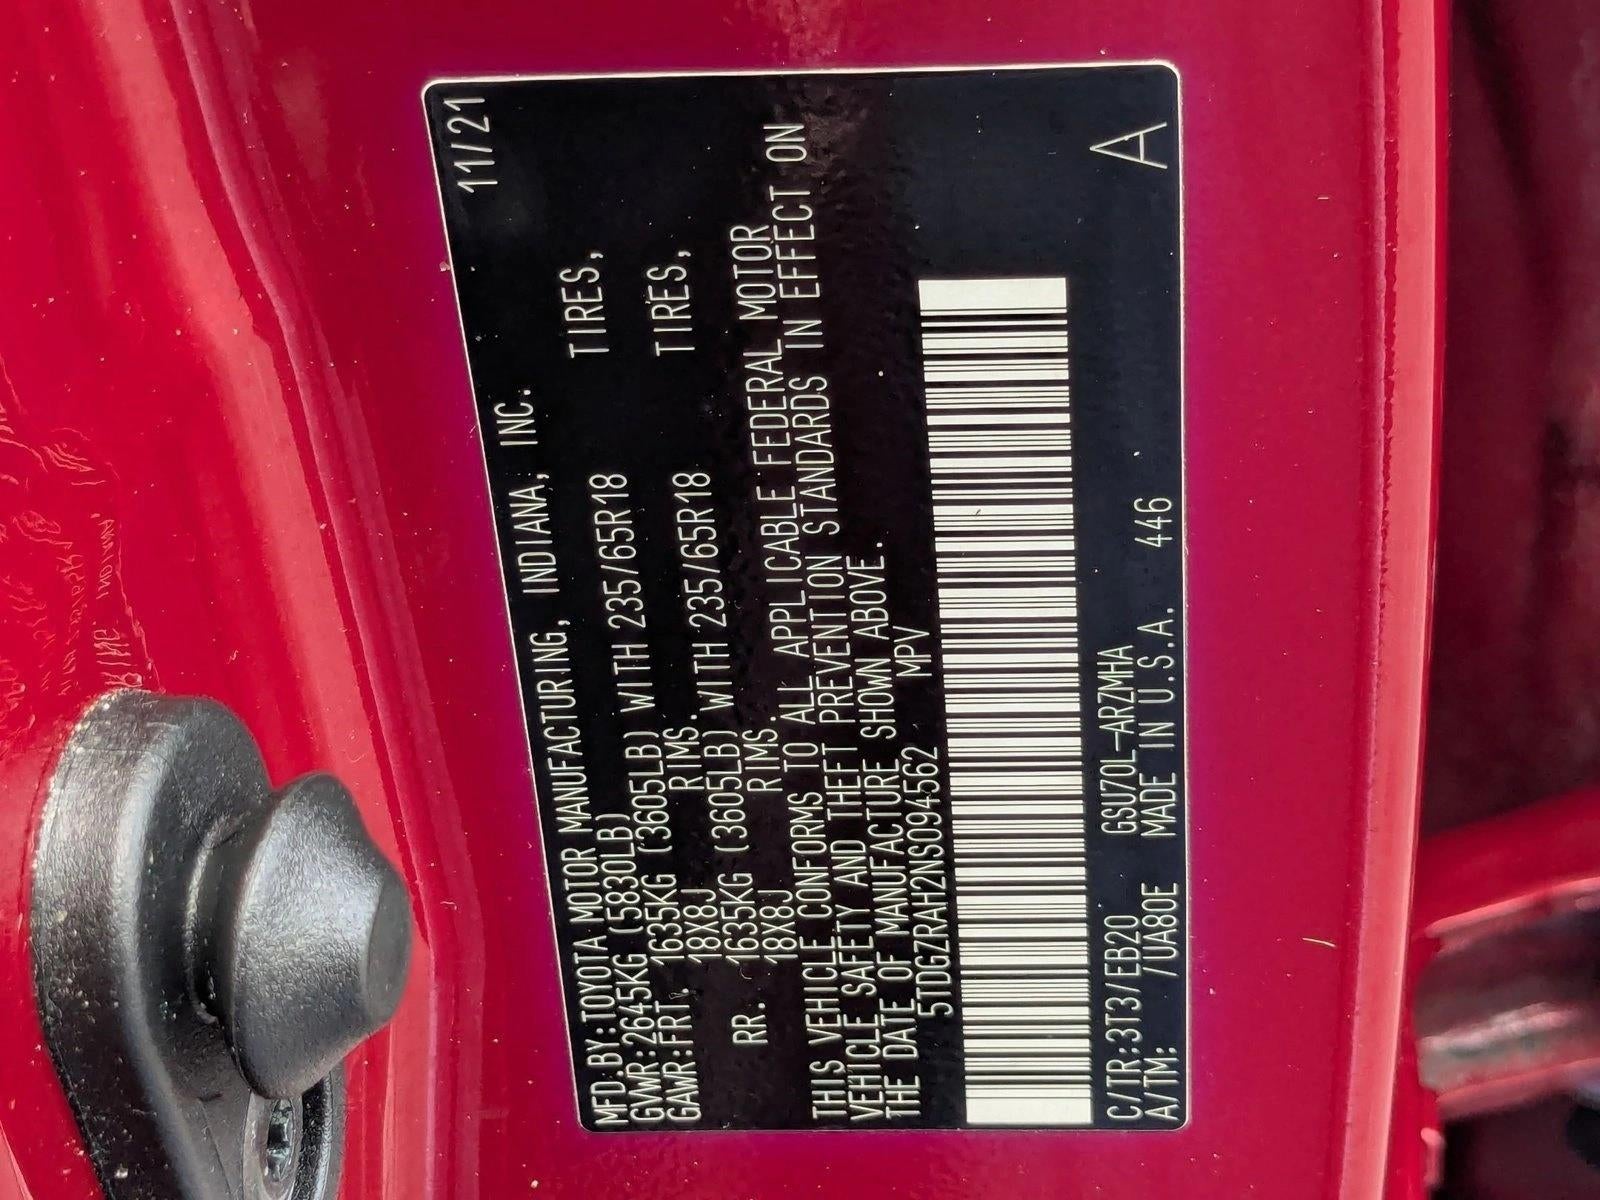 11/21
MFD.BY:TOYOTA MOTOR MANUFACTURING, INDIANA, INC.
GVWR:2645KG (5830LB)
GAWR:FRT. 1635KG (3605LB) WITH 235/65R18 TIRES,
18X8J RIMS.
RR. 1635KG (3605LB) WITH 235/65R18 TIRES,
18X8J RIMS.
THIS VEHICLE CONFORMS TO ALL APPLICABLE FEDERAL MOTOR
VEHICLE SAFETY AND THEFT PREVENTION STANDARDS IN EFFECT ON
THE DATE OF MANUFACTURE SHOWN ABOVE.
5TDGZRAH2NS094562 MPV
C/TR:3T3/EB20 GSU70L-ARZMHA
A/TM: /UA80E MADE IN U.S.A. 446
A